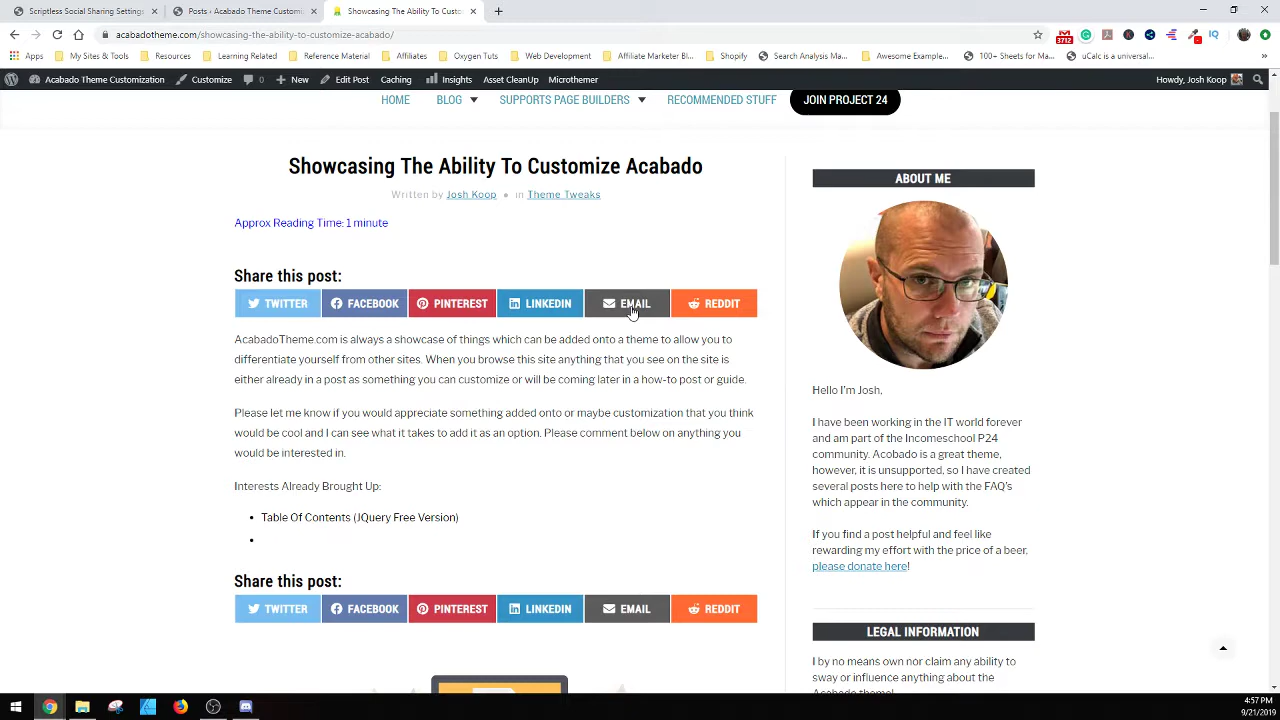 Scriptless Social Sharing Settings
Posts ‹ Acabado Theme Customi
Showcasing The Ability To Custom
acabadotheme.com/showcasing-the-ability-to-customize-acabado/
3712
Apps
My Sites & Tools
Resources
Learning Related
Reference Material
Affiliates
Oxygen Tuts
Web Development
Affiliate Marketer Bl...
Shopify
Search Analysis Ma...
Awesome Example...
100+ Sheets for Ma...
uCalc is a universal...
»
Acabado Theme Customization
Customize
0
New
Edit Post
Caching
Insights
Asset CleanUp
Microthemer
Howdy, Josh Koop
HOME
BLOG
SUPPORTS PAGE BUILDERS
RECOMMENDED STUFF
JOIN PROJECT 24
Showcasing The Ability To Customize Acabado
Written by Josh Koop • in Theme Tweaks
Approx Reading Time: 1 minute
Share this post:
TWITTER
FACEBOOK
PINTEREST
LINKEDIN
EMAIL
REDDIT
AcabadoTheme.com is always a showcase of things which can be added onto a theme to allow you to
differentiate yourself from other sites. When you browse this site anything that you see on the site is
either already in a post as something you can customize or will be coming later in a how-to post or guide.
Please let me know if you would appreciate something added onto or maybe customization that you think
would be cool and I can see what it takes to add it as an option. Please comment below on anything you
would be interested in.
Interests Already Brought Up:
• Table Of Contents (JQuery Free Version)
•
Share this post:
TWITTER
FACEBOOK
PINTEREST
LINKEDIN
EMAIL
REDDIT
ABOUT ME
Hello I'm Josh,
I have been working in the IT world forever
and am part of the Incomeschool P24
community. Acobado is a great theme,
however, it is unsupported, so I have created
several posts here to help with the FAQ's
which appear in the community.
If you find a post helpful and feel like
rewarding my effort with the price of a beer,
please donate here!
LEGAL INFORMATION
I by no means own nor claim any ability to
sway or influence anything about the
Acabado theme!
4:57 PM
9/21/2019